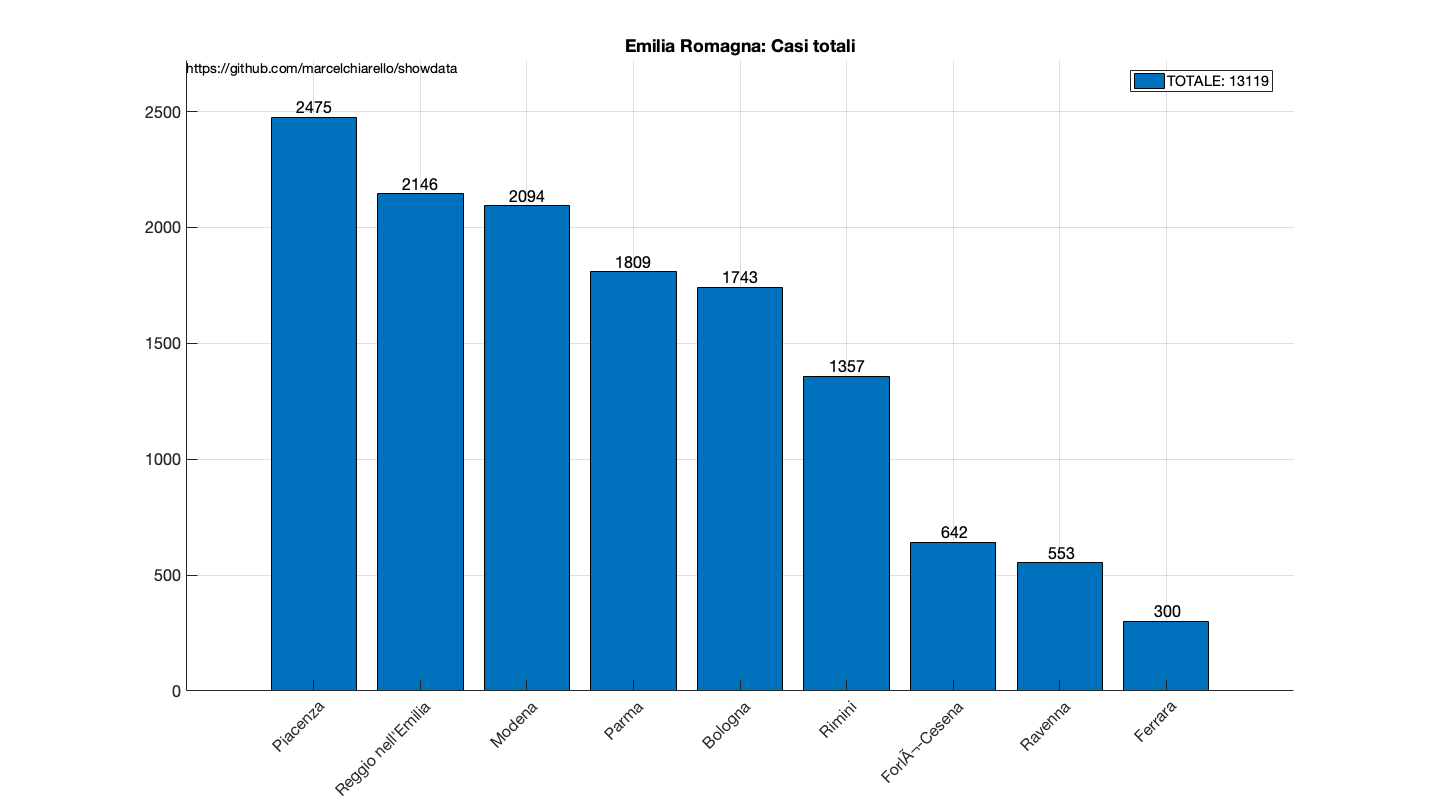 Emilia Romagna: Casi totali
https://github.com/marcelchiarello/showdata
TOTALE: 13119
2500
2000
1500
1000
500
0
2475
2146
2094
1809
1743
1357
642
553
300
Piacenza
Reggio nell'Emilia
Modena
Parma
Bologna
Rimini
ForlÃ¬-Cesena
Ravenna
Ferrara